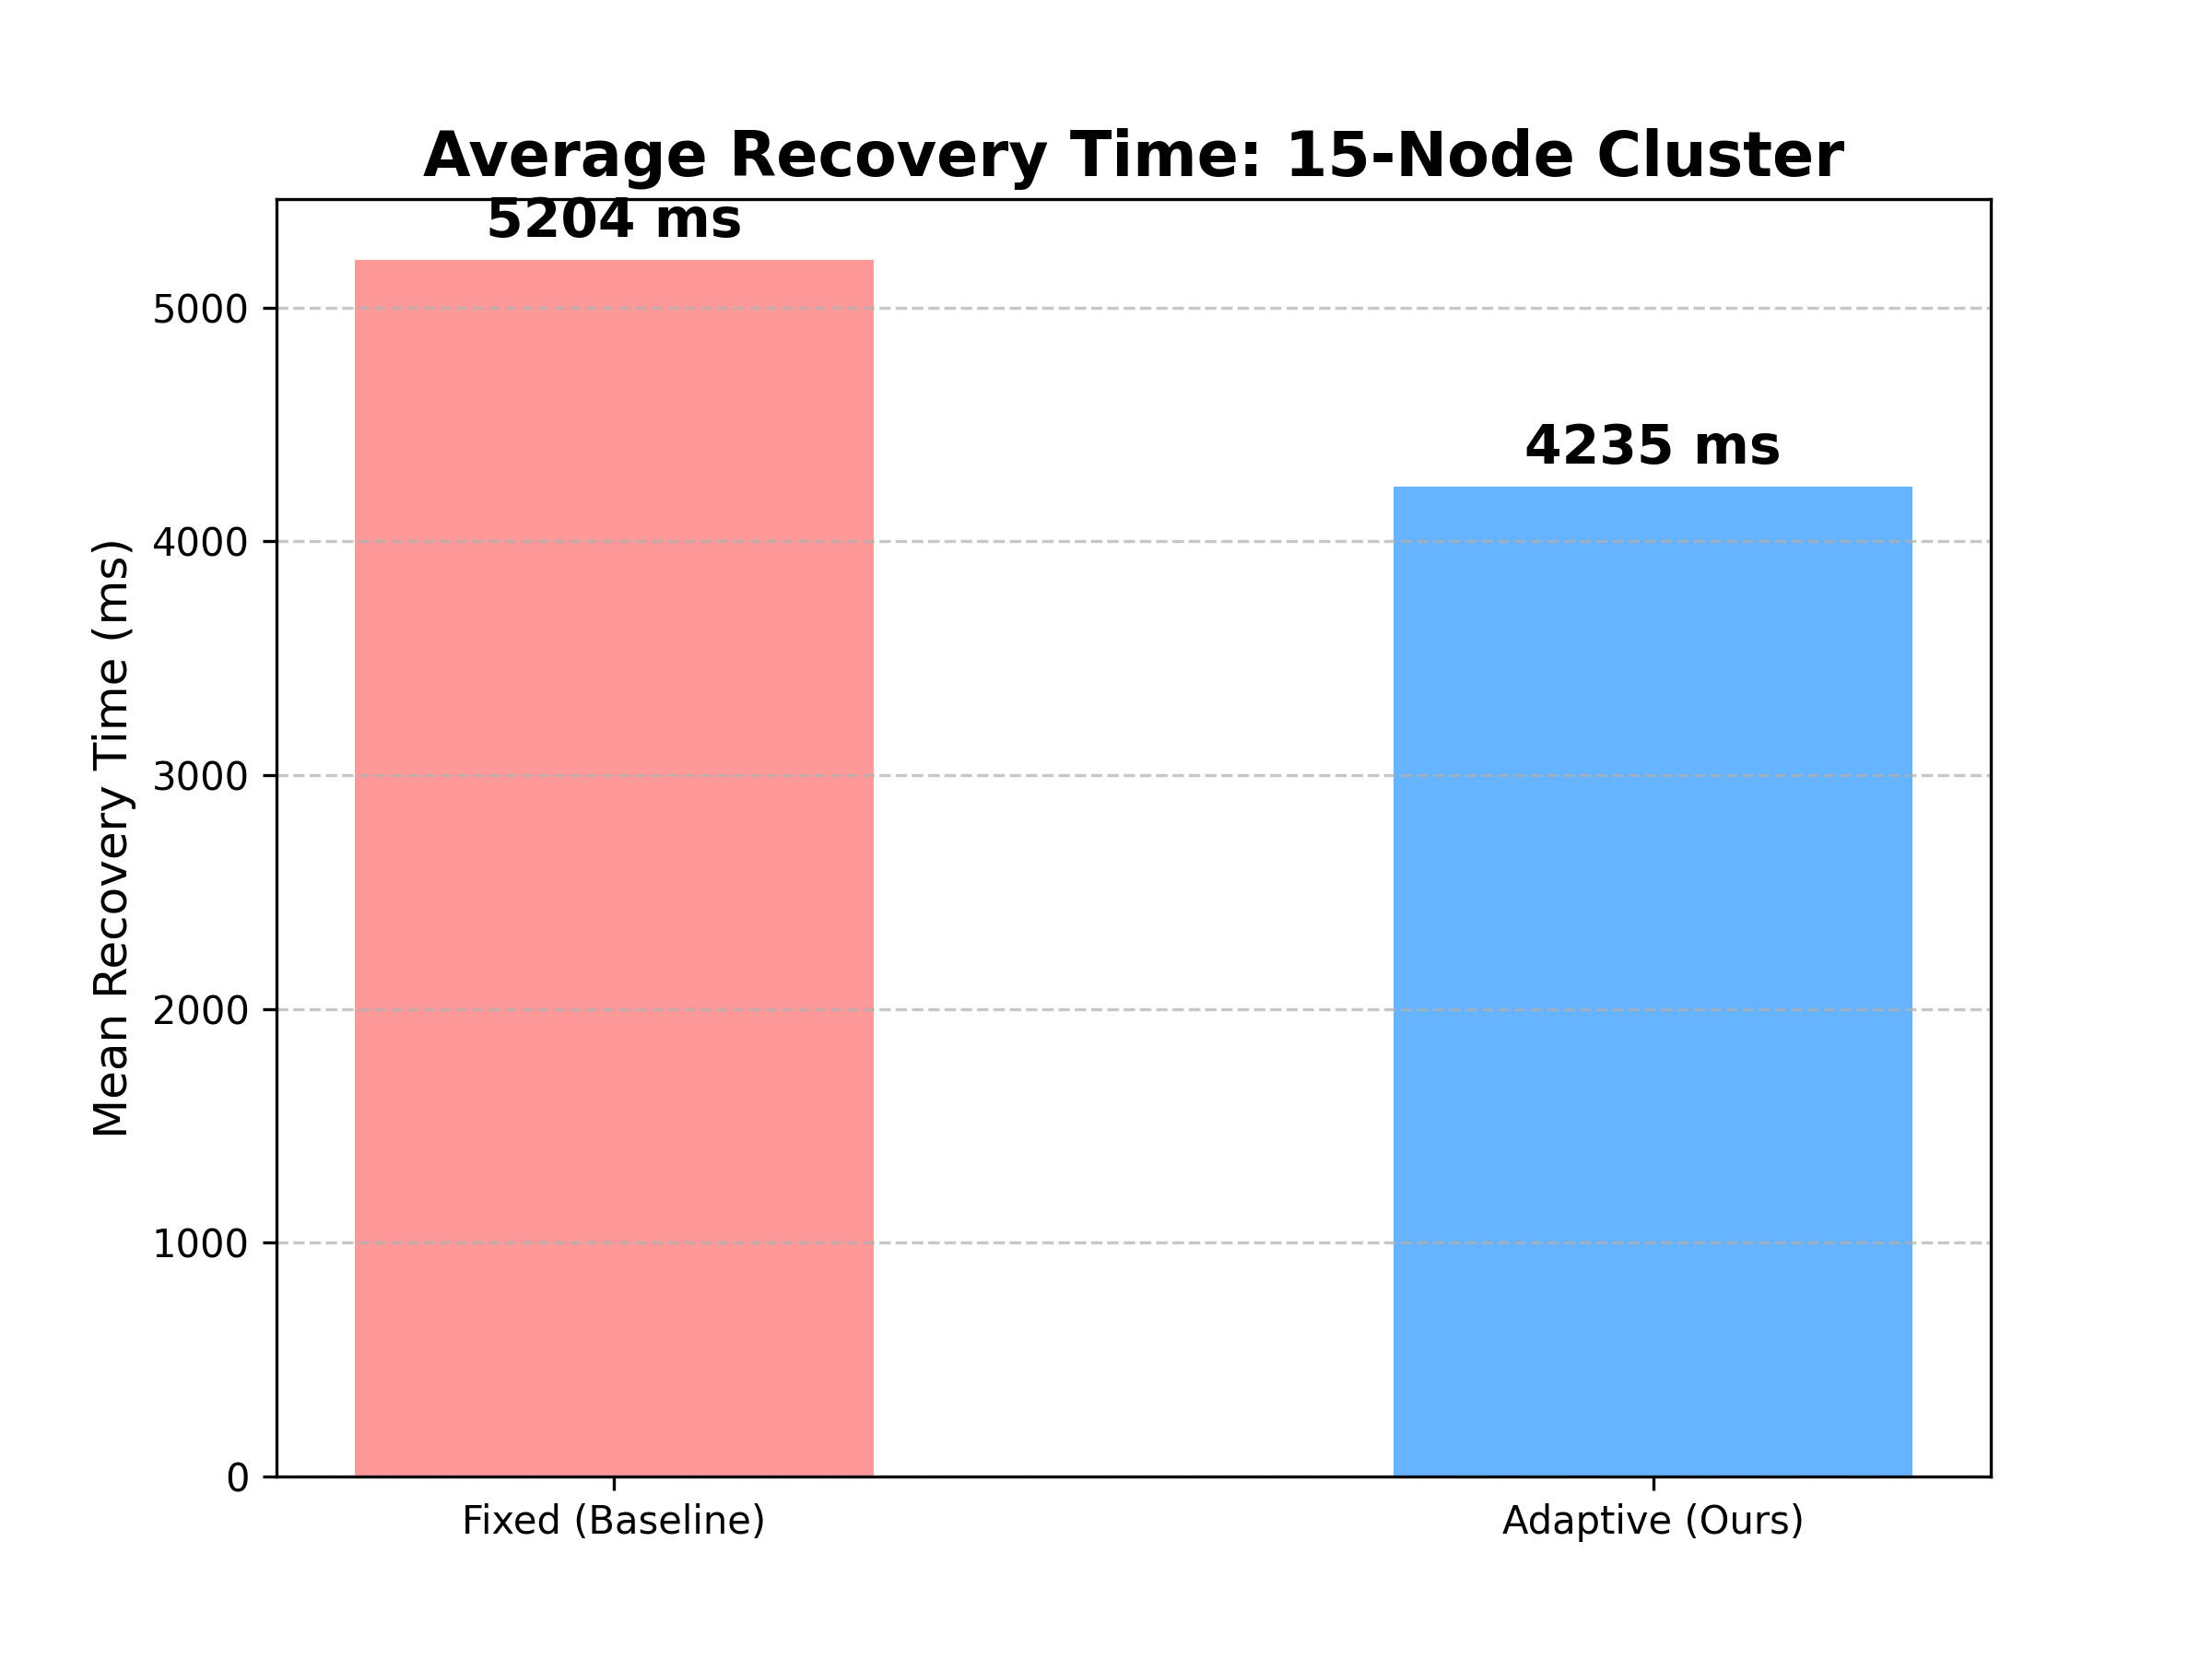 Average Recovery Time: 15-Node Cluster
5204 ms
4235 ms
Mean Recovery Time (ms)
5000
4000
3000
2000
1000
0
Fixed (Baseline)
Adaptive (Ours)